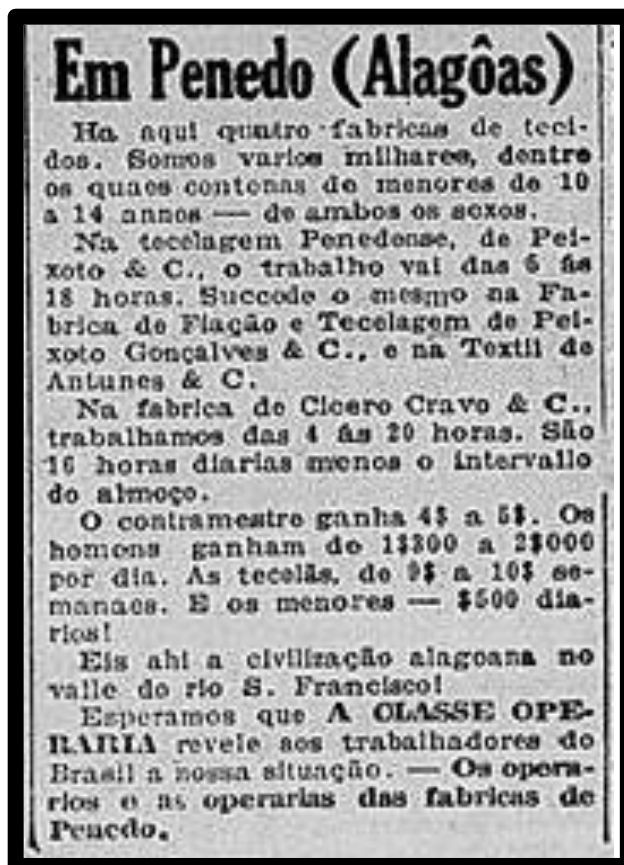 Em Penedo (Alagôas)
Ha aqui quatro fabricas de teci-
dos. Somos varios milhares, dentre
os quaes centenas de menores de 10
a 14 annos — de ambos os sexos.
Na tecelagem Penedense, de Pei-
xoto & C., o trabalho vai das 6 ás
18 horas. Succede o mesmo na Fa-
brica de Fiação e Tecelagem de Pei-
xoto Gonçalves & C., e na Textil de
Antunes & C.
Na fabrica de Cicero Cravo & C.,
trabalhamos das 4 ás 20 horas. São
16 horas diarias menos o intervallo
do almoço.
O contramestre ganha 4$ a 5$. Os
homens ganham de 1$300 a 2$000
por dia. As tecelãs, de 9$ a 10$ se-
manaes. E os menores — $500 dia-
rios!
Eis ahi a civilização alagoana no
valle do rio S. Francisco!
Esperamos que A CLASSE OPE-
RARIA revele aos trabalhadores do
Brasil a nossa situação. — Os opera-
rios e as operarias das fabricas de
Penedo.